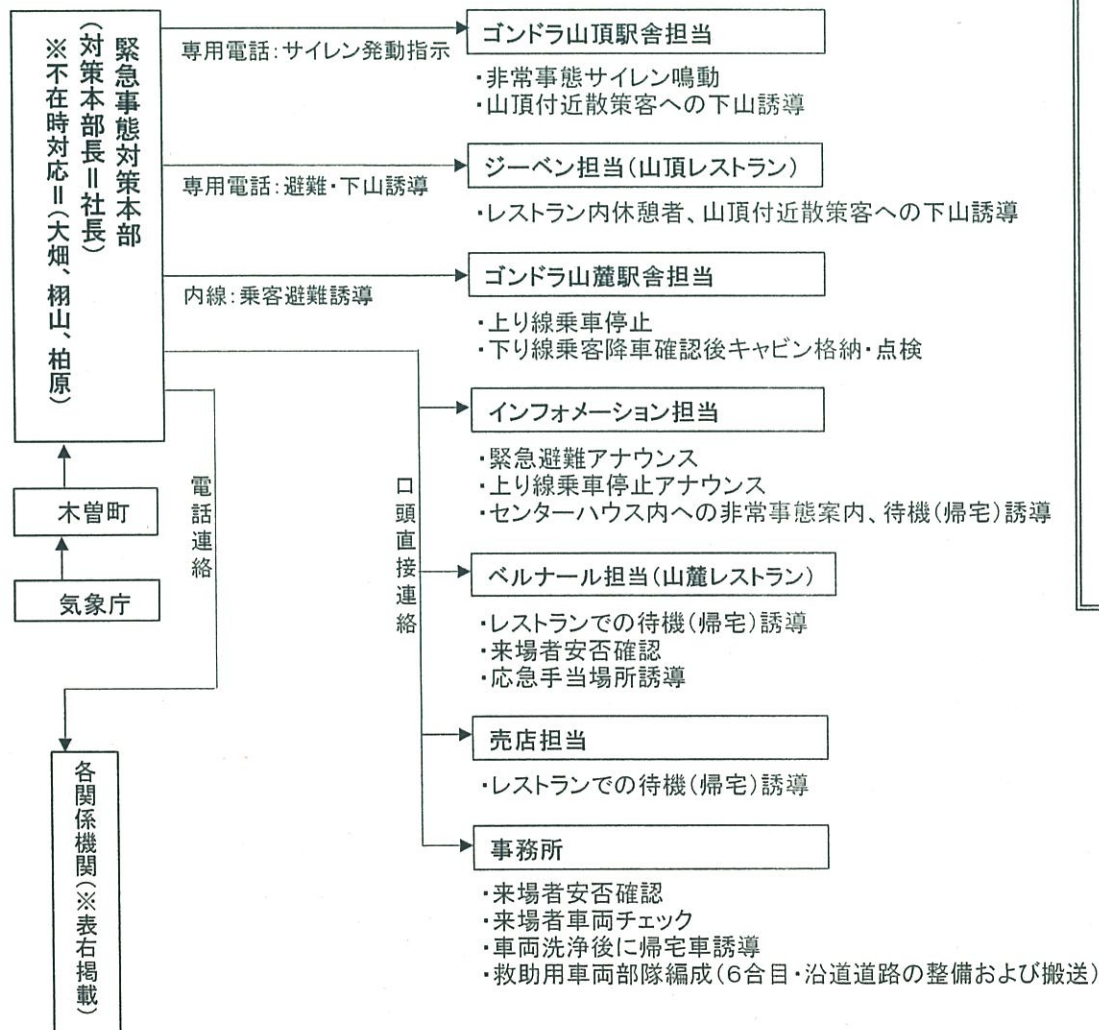 緊急事態対策本部
(対策本部長＝社長)
※不在時対応＝(大畑、栩山、柏原)
木曽町
気象庁
専用電話:サイレン発動指示
ゴンドラ山頂駅舎担当
・非常事態サイレン鳴動
・山頂付近散策客への下山誘導
専用電話:避難・下山誘導
ジーベン担当(山頂レストラン)
・レストラン内休憩者、山頂付近散策客への下山誘導
内線:乗客避難誘導
ゴンドラ山麓駅舎担当
・上り線乗車停止
・下り線乗客降車確認後キャビン格納・点検
電話連絡
各関係機関(※表右掲載)
口頭直接連絡
インフォメーション担当
・緊急避難アナウンス
・上り線乗車停止アナウンス
・センターハウス内への非常事態案内、待機(帰宅)誘導
ベルナール担当(山麓レストラン)
・レストランでの待機(帰宅)誘導
・来場者安否確認
・応急手当場所誘導
売店担当
・レストランでの待機(帰宅)誘導
事務所
・来場者安否確認
・来場者車両チェック
・車両洗浄後に帰宅車誘導
・救助用車両部隊編成(6合目・沿道道路の整備および搬送)